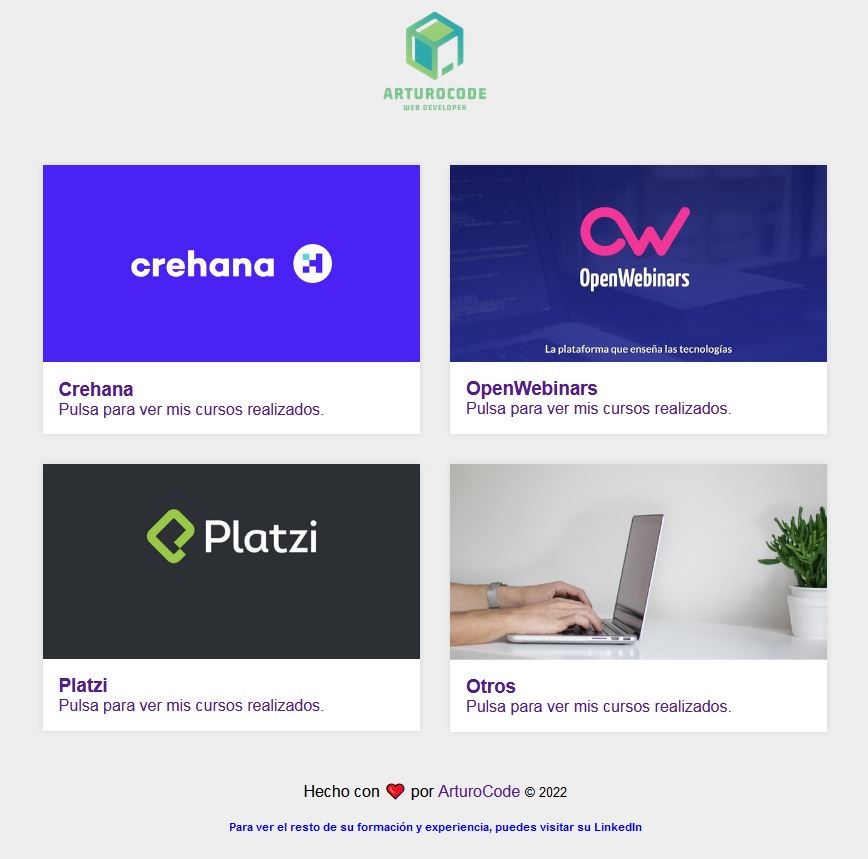 ARTUROCODE
WEB DEVELOPER
crehana
OpenWebinars
La plataforma que enseña las tecnologías
Crehana
Pulsa para ver mis cursos realizados.
OpenWebinars
Pulsa para ver mis cursos realizados.
Platzi
Platzi
Pulsa para ver mis cursos realizados.
Otros
Pulsa para ver mis cursos realizados.
Hecho con ❤ por ArturoCode © 2022
Para ver el resto de su formación y experiencia, puedes visitar su LinkedIn